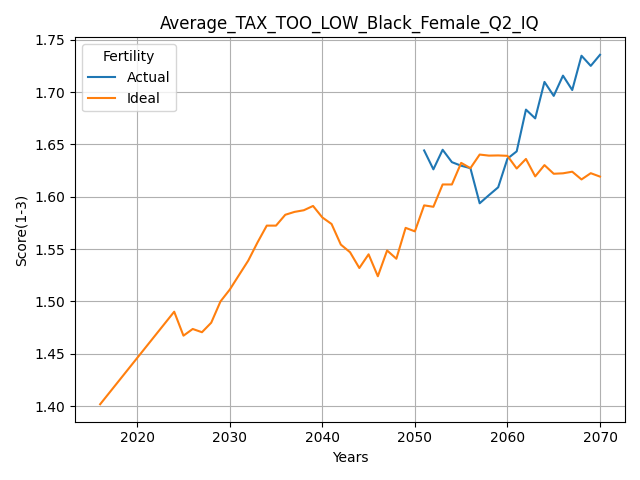 Average_TAX_TOO_LOW_Black_Female_Q2_IQ
Fertility
Actual
Ideal
Score(1-3)
1.75
1.70
1.65
1.60
1.55
1.50
1.45
1.40
2020 2030 2040 2050 2060 2070
Years